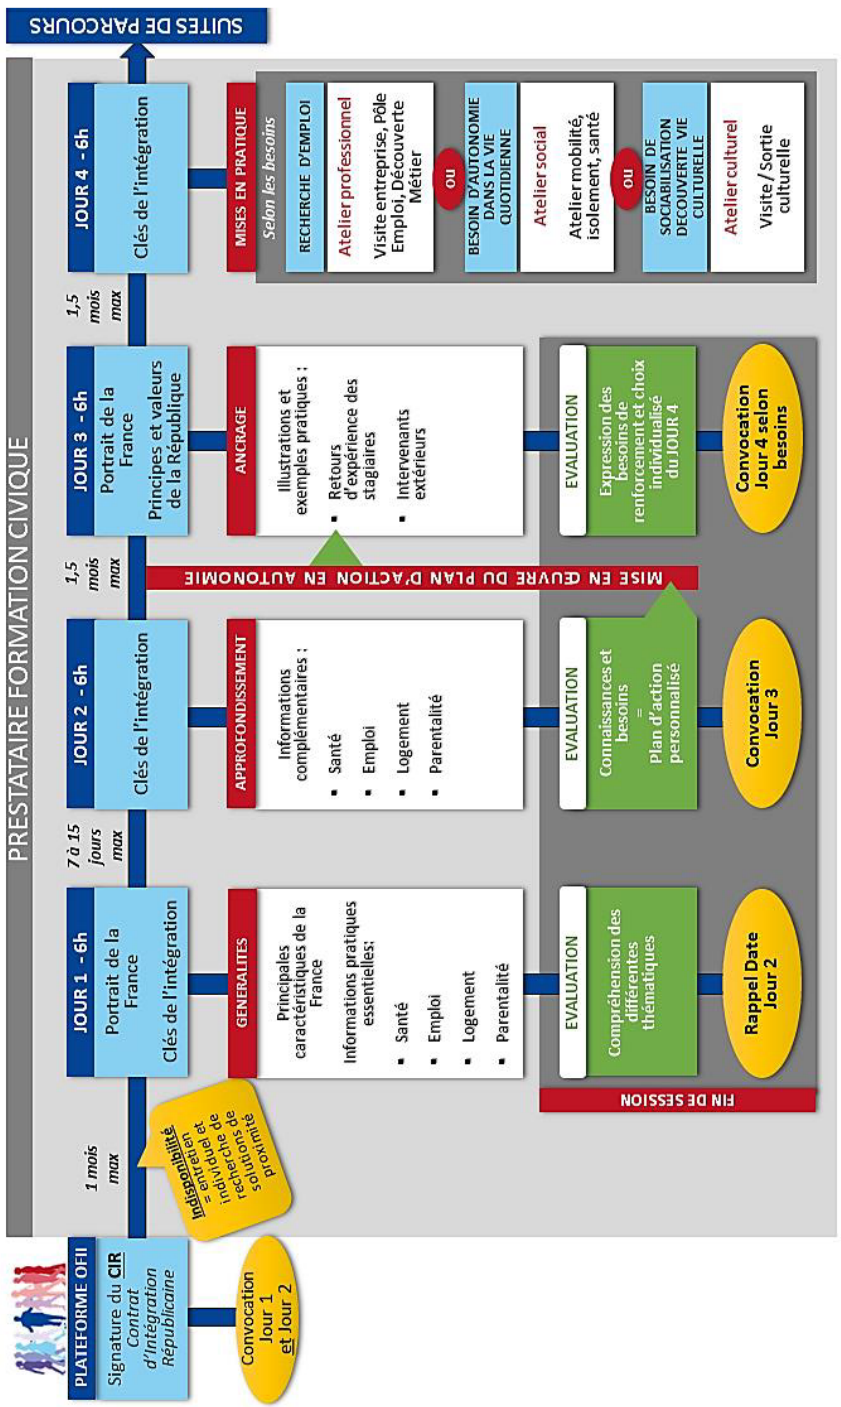 PRESTATAIRE FORMATION CIVIQUE
PLATEFORME OFII
Signature du CIR
Contrat
d'Intégration
Républicaine
Convocation
Jour 1
et Jour 2
1 mois
max
Indisponibilité
= entretien et
individuel et
indherche de
recherches de
solutions de
proximité
JOUR 1 - 6h
Portrait de la
France
Clés de l'intégration
GENERALITES
Principales
caractéristiques de la
France
Informations pratiques
essentielles:
▪ Santé
▪ Emploi
▪ Logement
▪ Parentalité
EVALUATION
Compréhension des
différentes
thématiques
Rappel Date
Jour 2
FIN DE SESSION
7 à 15
jours
max
JOUR 2 - 6h
Clés de l'intégration
APPROFONDISSEMENT
Informations
complémentaires :
▪ Santé
▪ Emploi
▪ Logement
▪ Parentalité
EVALUATION
Connaissances et
besoins
=
Plan d'action
personnalisé
Convocation
Jour 3
1,5
mois
max
MISE EN ŒUVRE DU PLAN D'ACTION EN AUTONOMIE
JOUR 3 - 6h
Portrait de la
France
Principes et valeurs
de la République
ANCRAGE
Illustrations et
exemples pratiques :
▪ Retours
d'expérience des
stagiaires
▪ Intervenants
extérieurs
EVALUATION
Expression des
besoins de
renforcement et choix
individualisé
du JOUR 4
Convocation
Jour 4 selon
besoins
1,5
mois
max
JOUR 4 - 6h
Clés de l'intégration
MISES EN PRATIQUE
Selon les besoins
RECHERCHE D'EMPLOI
Atelier professionnel
Visite entreprise, Pôle
Emploi, Découverte
Métier
ou
BESOIN D'AUTONOMIE
DANS LA VIE
QUOTIDIENNE
Atelier social
Atelier mobilité,
isolement, santé
ou
BESOIN DE
SOCIABILISATION
DECOUVERTE VIE
CULTURELLE
Atelier culturel
Visite / Sortie
culturelle
SUITES DE PARCOURS